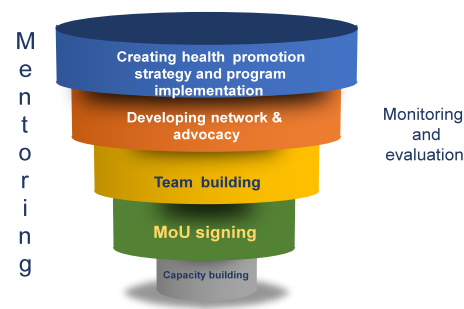 Mentoring
Creating health promotion
strategy and program
implementation
Developing network &
advocacy
Team building
MoU signing
Capacity building
Monitoring
and
evaluation